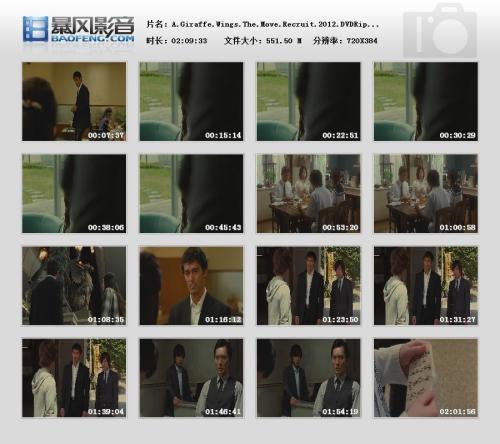 暴风影音
BAOFENG.COM
片名: A.Giraffe.Wings.The.Move.Recruit.2012.DVDRip...
时长: 02:09:33 文件大小: 551.50 M 分辨率: 720X384
00:07:37 00:15:14 00:22:51 00:30:29
00:38:06 00:45:43 00:53:20 01:00:58
01:08:35 01:16:12 01:23:50 01:31:27
01:39:04 01:46:41 01:54:19 02:01:56